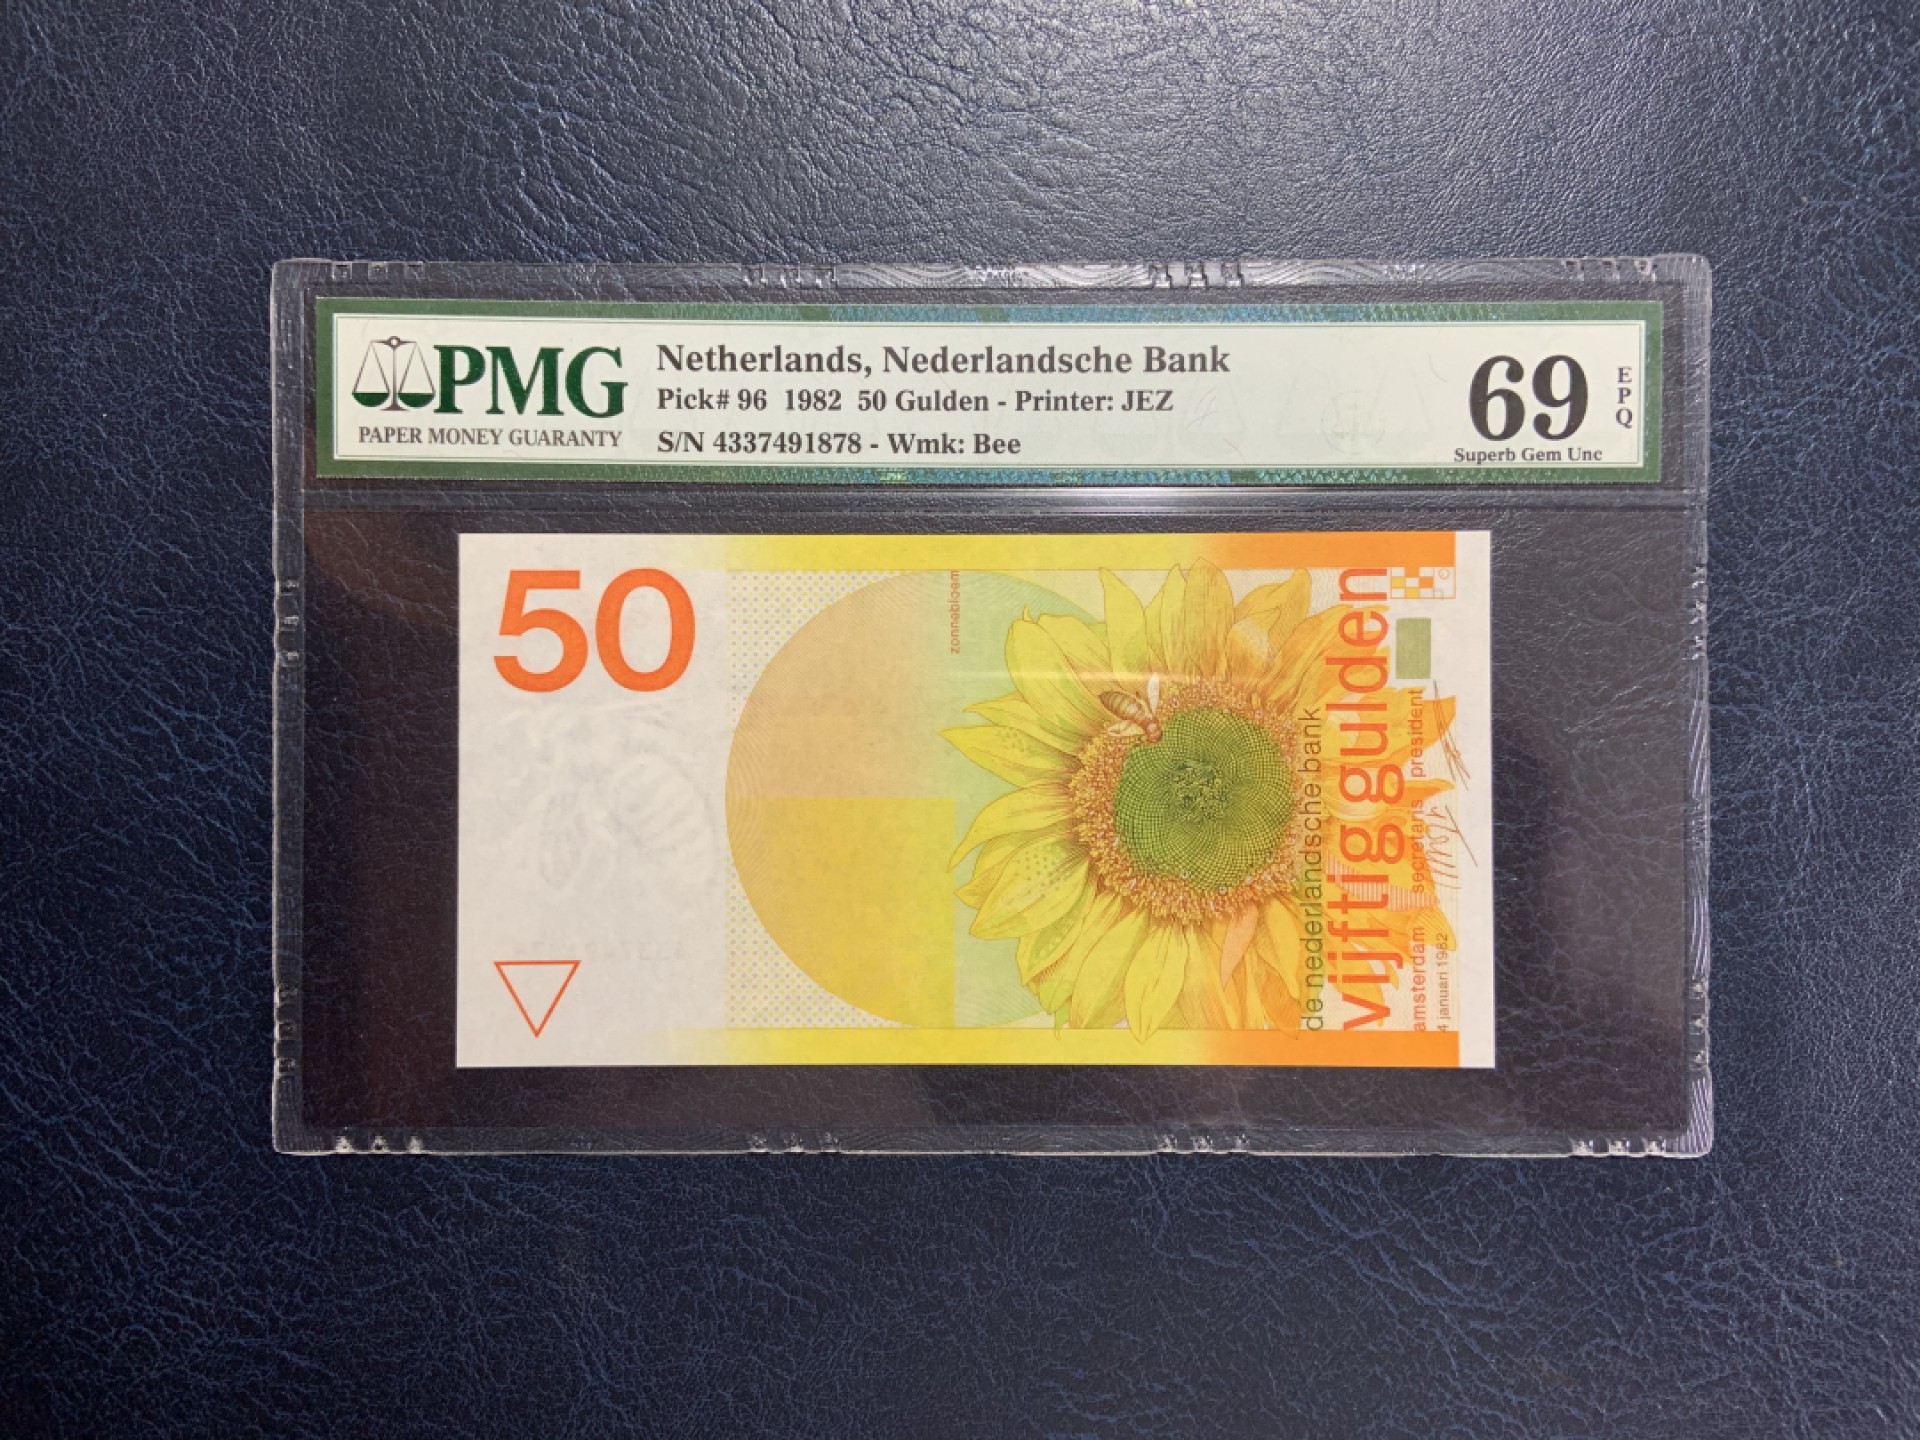 PMG
PAPER MONEY GUARANTY
Netherlands, Nederlandsche Bank
Pick# 96 1982 50 Gulden - Printer: JEZ
S/N 4337491878 - Wmk: Bee
69
EPQ
Superb Gem Unc
50
zonnebloem
de nederlandsche bank
vijftig gulden
amsterdam secretaris president
4 januari 1982